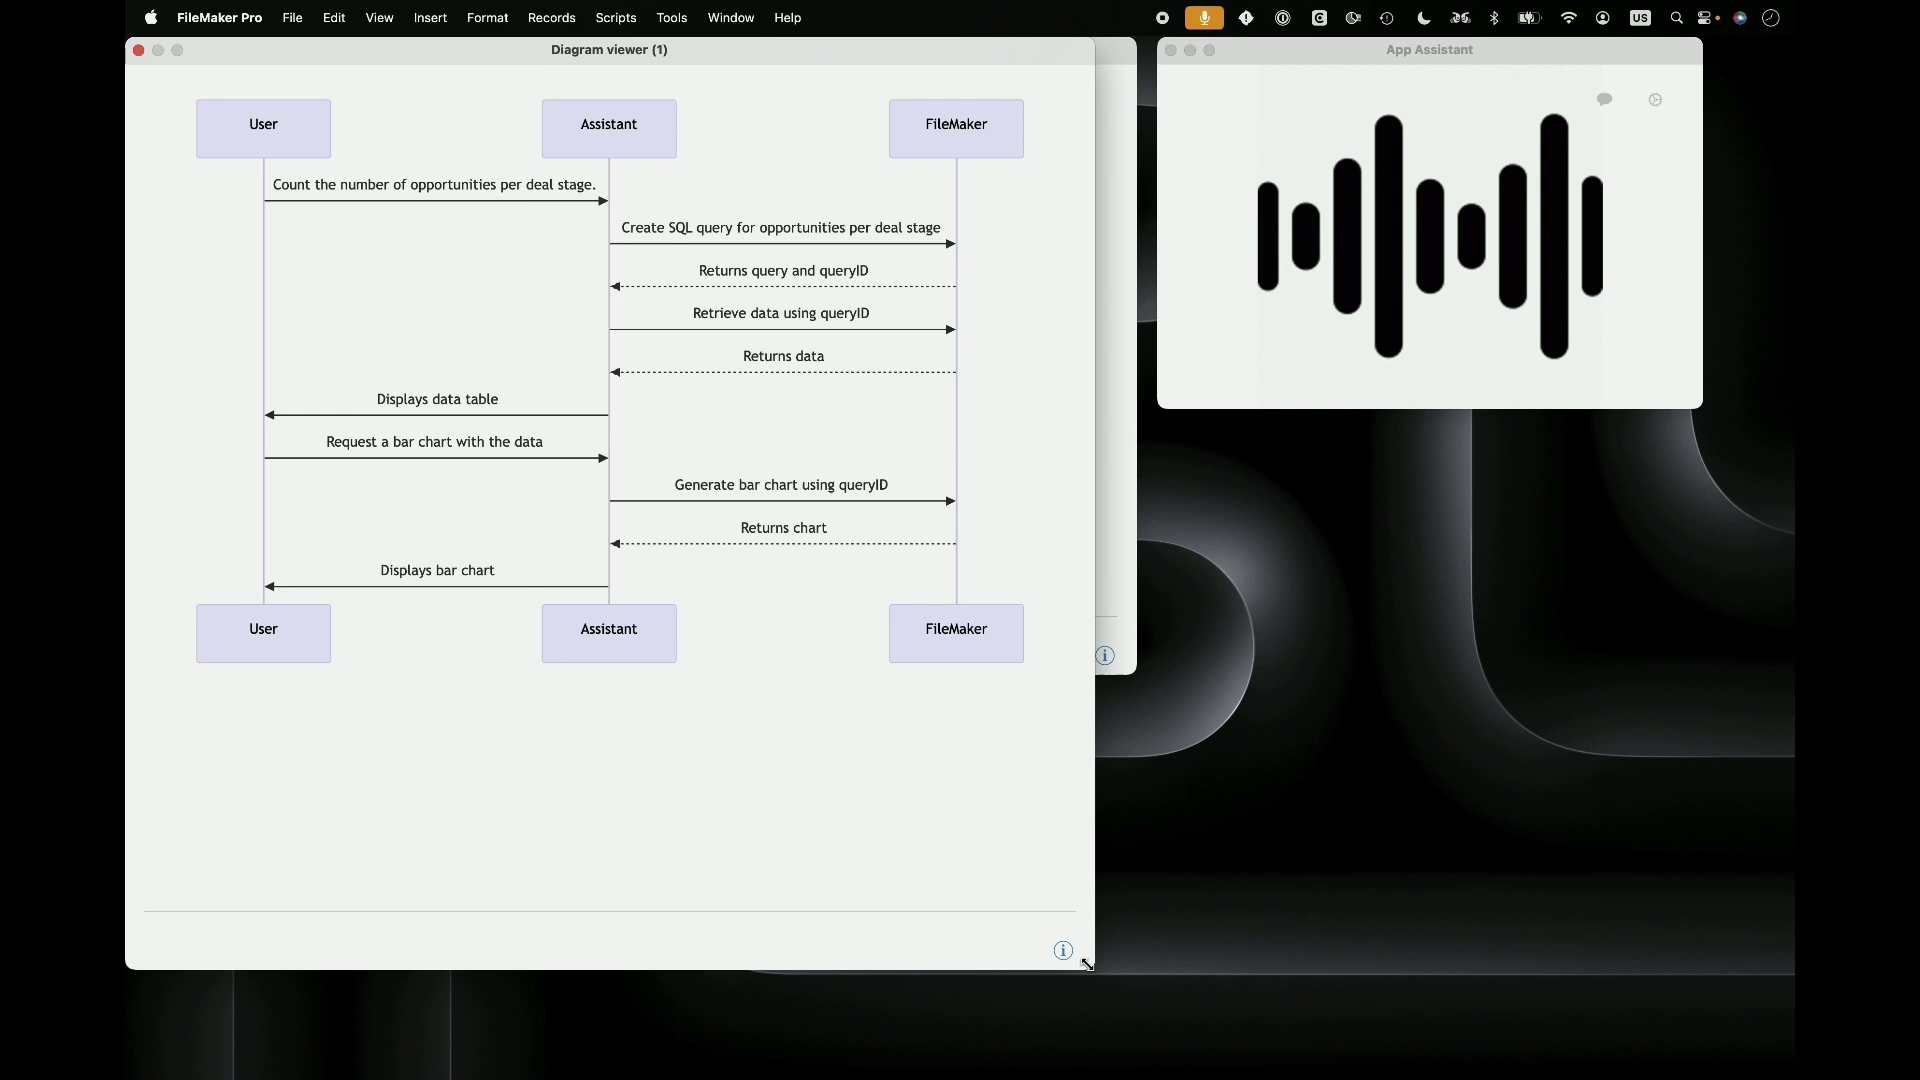 FileMaker Pro File Edit View Insert Format Records Scripts Tools Window Help US
Diagram viewer (1)
App Assistant
User Assistant FileMaker
Count the number of opportunities per deal stage.
Create SQL query for opportunities per deal stage
Returns query and queryID
Retrieve data using queryID
Returns data
Displays data table
Request a bar chart with the data
Generate bar chart using queryID
Returns chart
Displays bar chart
User Assistant FileMaker